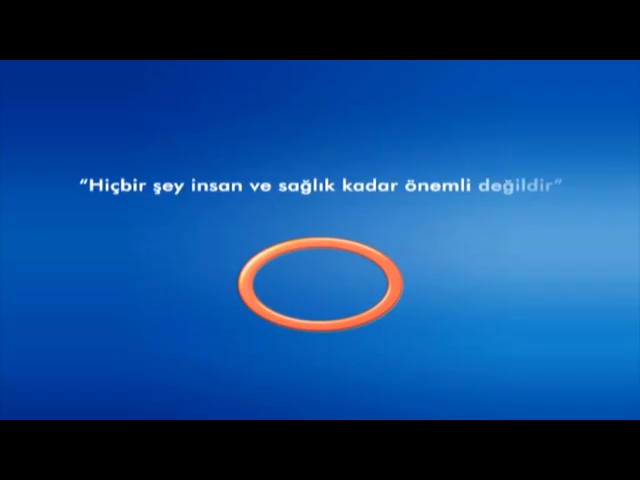 “Hiçbir şey insan ve sağlık kadar önemli değildir”